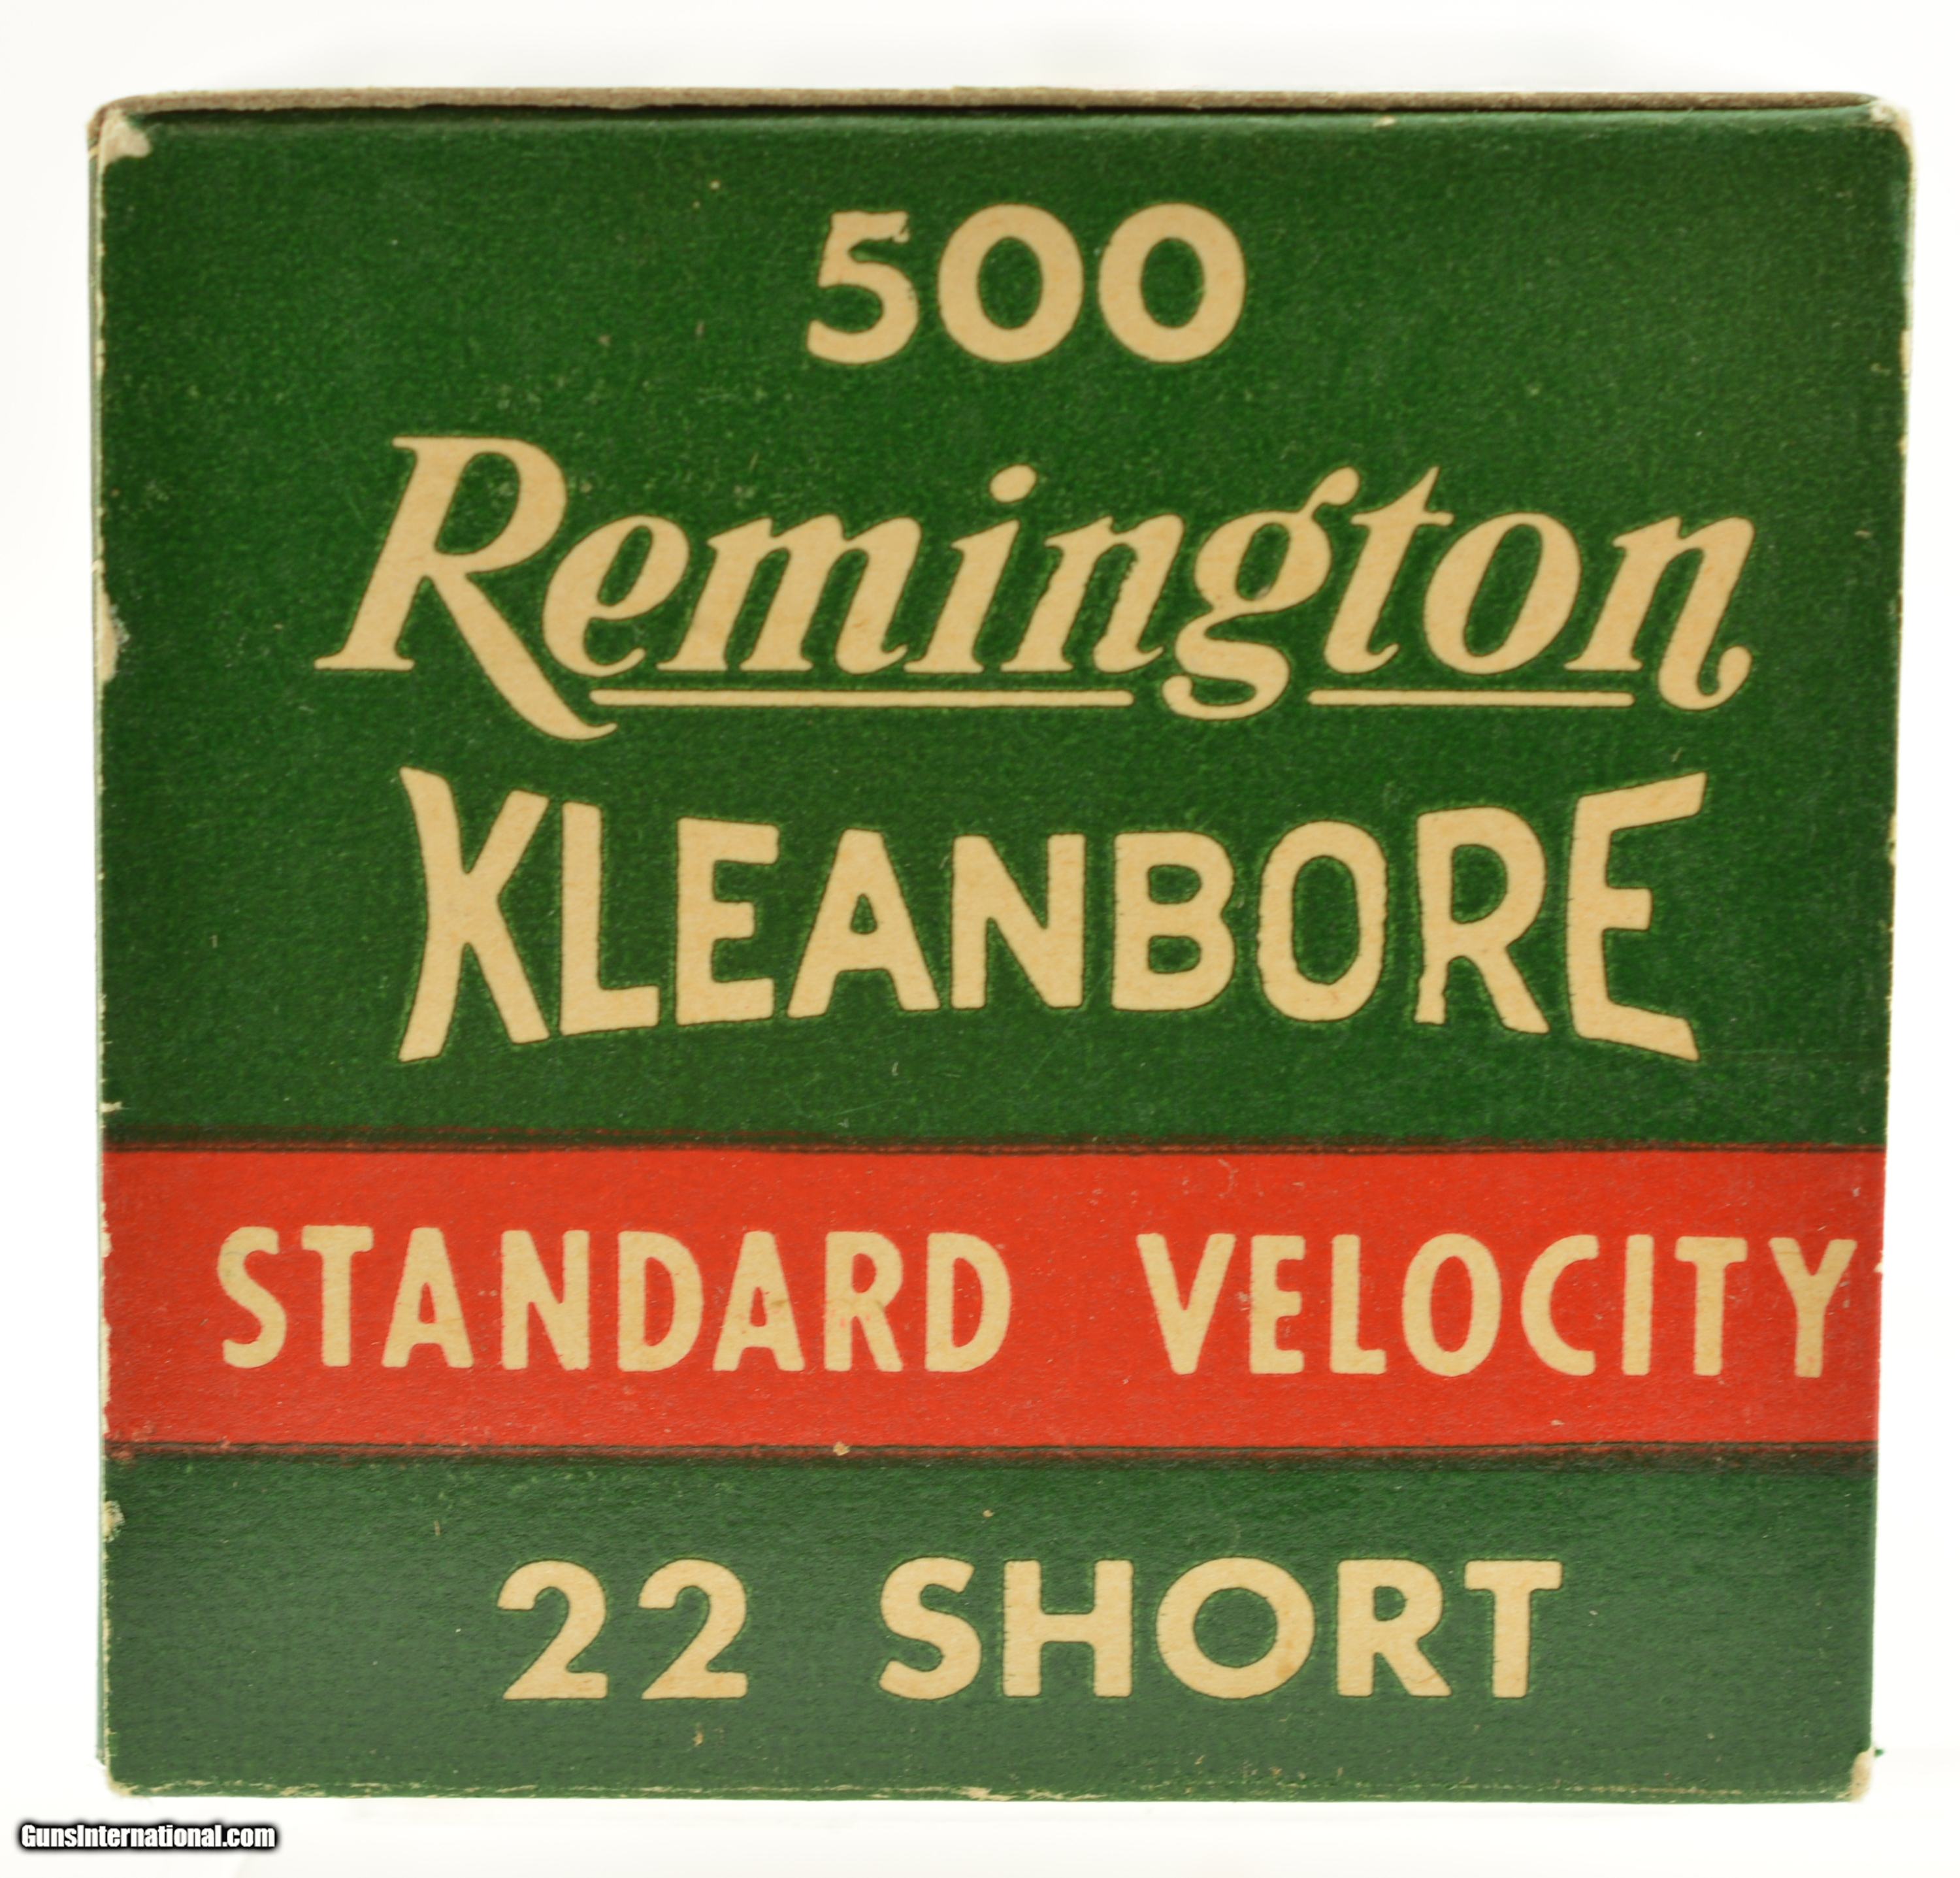 500
Remington
KLEANBORE
STANDARD VELOCITY
22 SHORT
GunsInternational.com